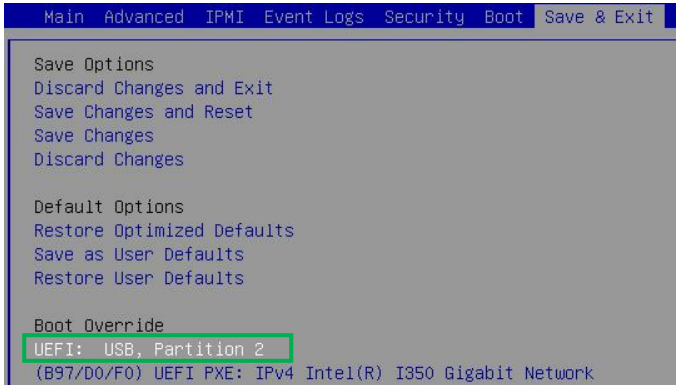 Main Advanced IPMI Event Logs Security Boot Save & Exit
Save Options
Discard Changes and Exit
Save Changes and Reset
Save Changes
Discard Changes
Default Options
Restore Optimized Defaults
Save as User Defaults
Restore User Defaults
Boot Override
UEFI: USB, Partition 2
(B97/D0/F0) UEFI PXE: IPv4 Intel(R) I350 Gigabit Network